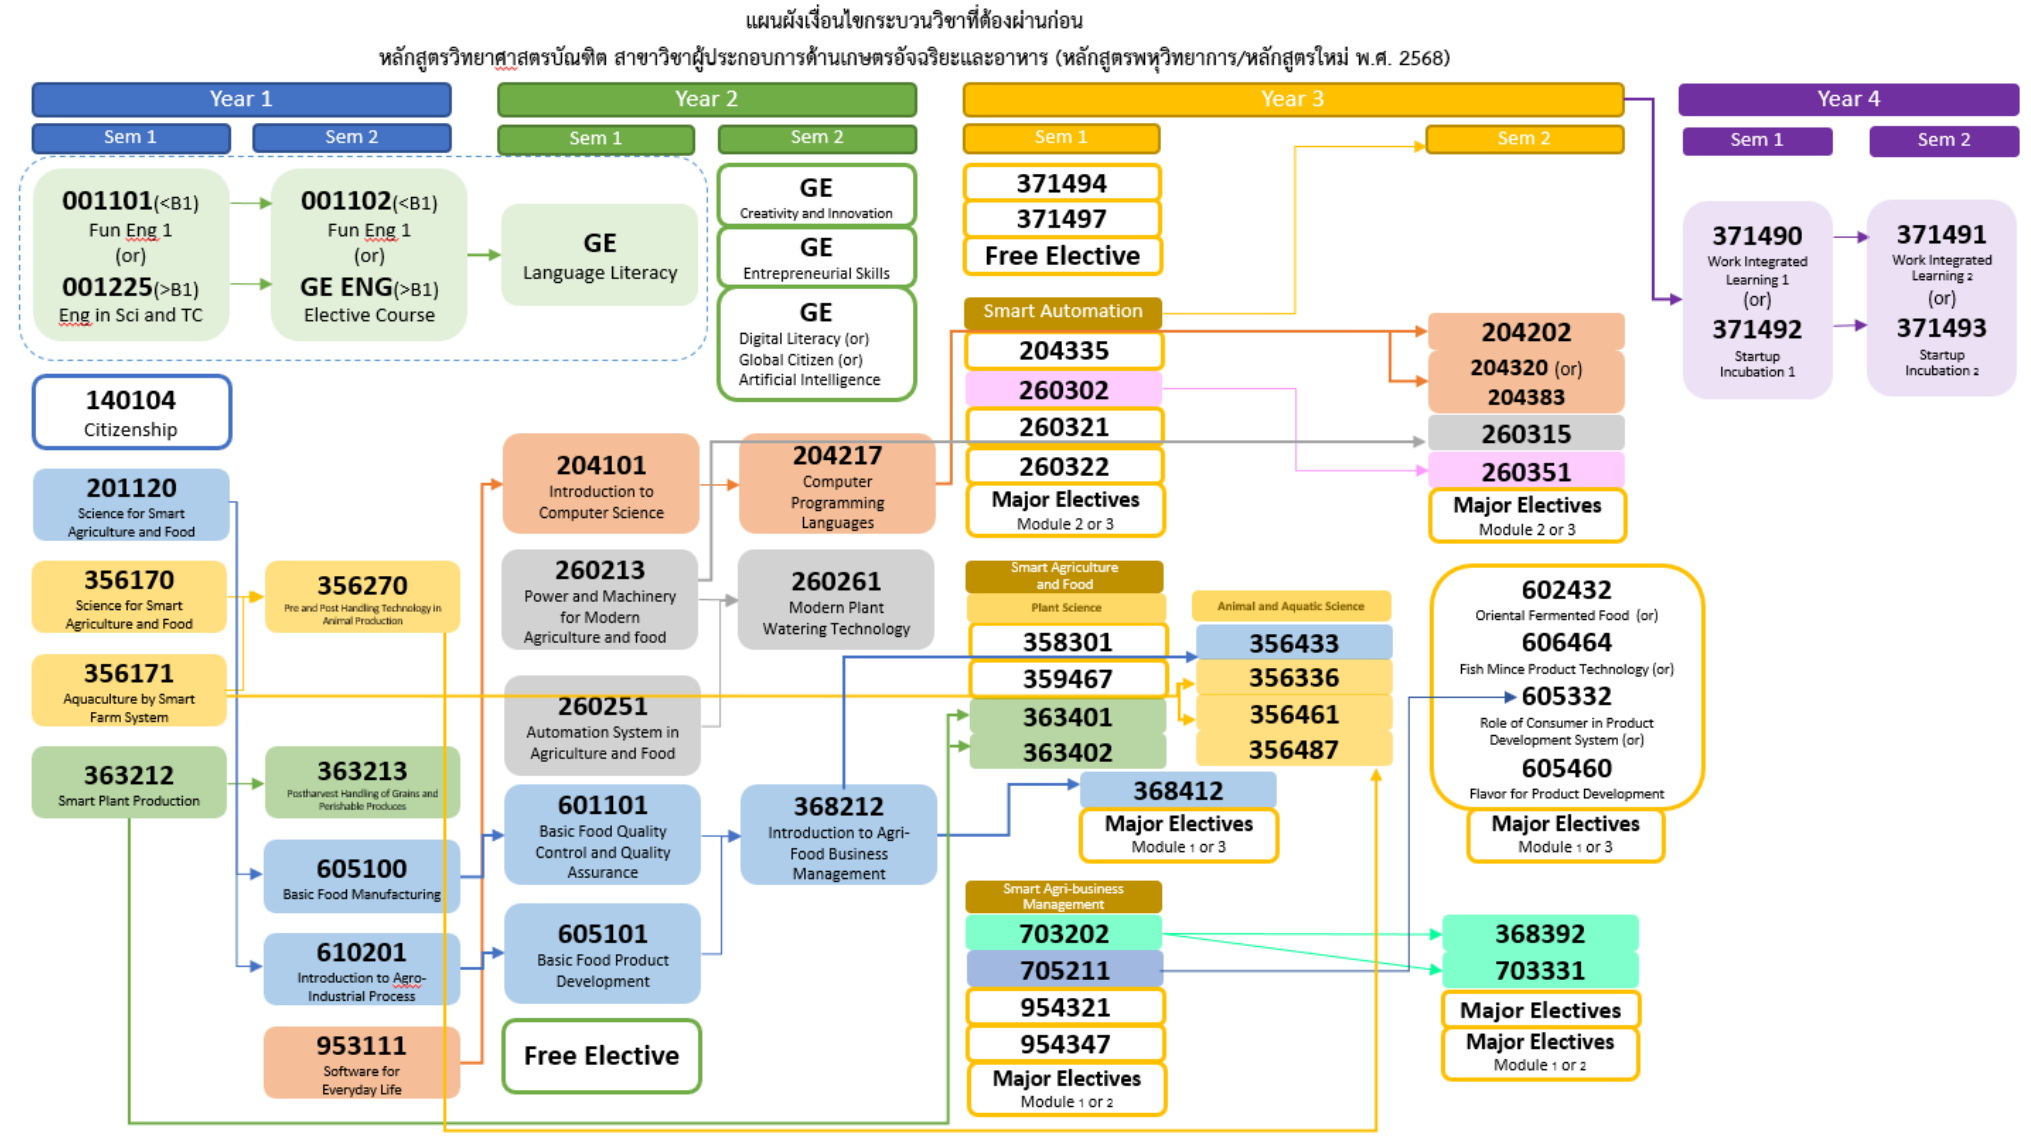 แผนผังเงื่อนไขกระบวนวิชาที่ต้องผ่านก่อน
หลักสูตรวิทยาศาสตรบัณฑิต สาขาวิชาผู้ประกอบการด้านเกษตรอัจฉริยะและอาหาร (หลักสูตรพหุวิทยาการ/หลักสูตรใหม่ พ.ศ. 2568)
Year 1
Sem 1
Sem 2
001101(<B1)
Fun Eng 1
(or)
001225(>B1)
Eng in Sci and TC
001102(<B1)
Fun Eng 1
(or)
GE ENG(>B1)
Elective Course
140104
Citizenship
201120
Science for Smart
Agriculture and Food
356170
Science for Smart
Agriculture and Food
356171
Aquaculture by Smart
Farm System
363212
Smart Plant Production
356270
Pre and Post Handling Technology in
Animal Production
363213
Postharvest Handling of Grains and
Perishable Produces
605100
Basic Food Manufacturing
610201
Introduction to Agro-
Industrial Process
953111
Software for
Everyday Life
Year 2
Sem 1
Sem 2
GE
Language Literacy
204101
Introduction to
Computer Science
260213
Power and Machinery
for Modern
Agriculture and food
260251
Automation System in
Agriculture and Food
601101
Basic Food Quality
Control and Quality
Assurance
605101
Basic Food Product
Development
Free Elective
GE
Creativity and Innovation
GE
Entrepreneurial Skills
GE
Digital Literacy (or)
Global Citizen (or)
Artificial Intelligence
204217
Computer
Programming
Languages
260261
Modern Plant
Watering Technology
368212
Introduction to Agri-
Food Business
Management
Year 3
Sem 1
Sem 2
371494
371497
Free Elective
Smart Automation
204335
260302
260321
260322
Major Electives
Module 2 or 3
204202
204320 (or)
204383
260315
260351
Major Electives
Module 2 or 3
Smart Agriculture
and Food
Plant Science
358301
359467
363401
363402
Animal and Aquatic Science
356433
356336
356461
356487
368412
Major Electives
Module 1 or 3
602432
Oriental Fermented Food (or)
606464
Fish Mince Product Technology (or)
605332
Role of Consumer in Product
Development System (or)
605460
Flavor for Product Development
Major Electives
Module 1 or 3
Smart Agri-business
Management
703202
705211
954321
954347
Major Electives
Module 1 or 2
368392
703331
Major Electives
Major Electives
Module 1 or 2
Year 4
Sem 1
Sem 2
371490
Work Integrated
Learning 1
(or)
371492
Startup
Incubation 1
371491
Work Integrated
Learning 2
(or)
371493
Startup
Incubation 2